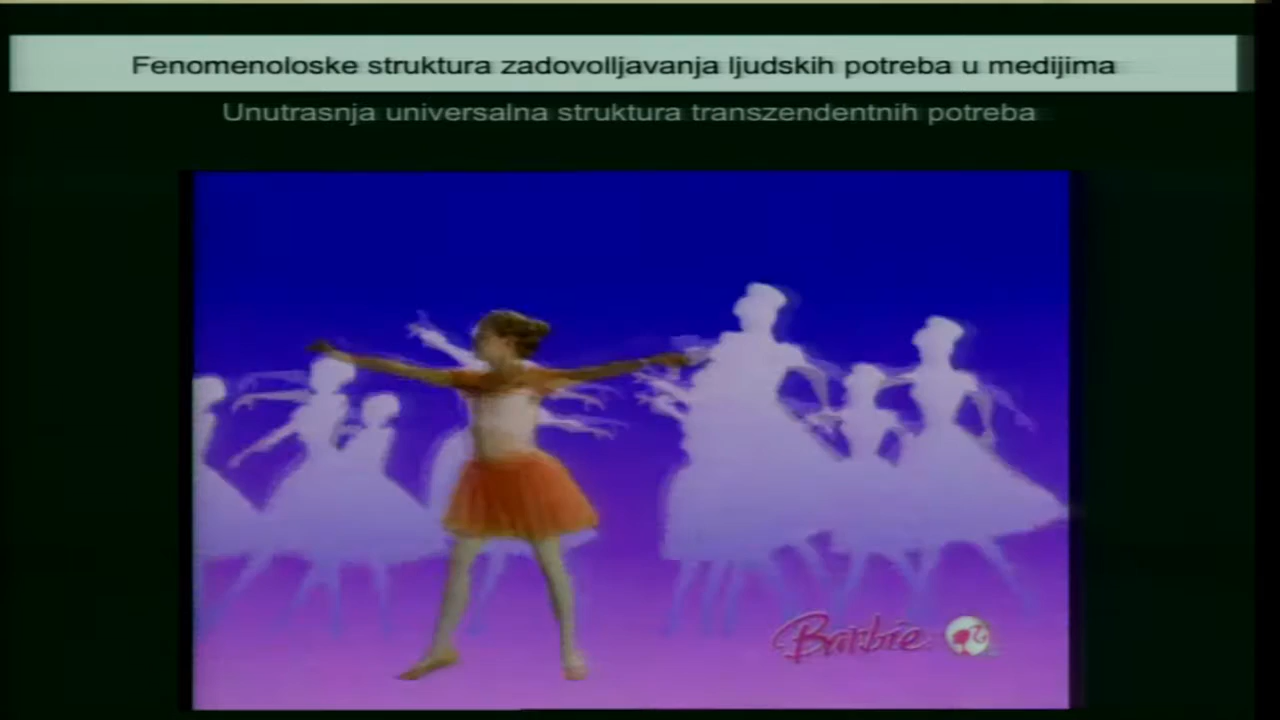 Fenomenoloske struktura zadovolljavanja ljudskih potreba u medijima
Unutrasnja universalna struktura transzendentnih potreba
Barbie